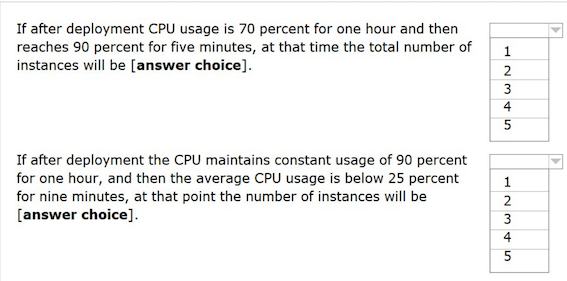 If after deployment CPU usage is 70 percent for one hour and then
reaches 90 percent for five minutes, at that time the total number of
instances will be [answer choice].
1
2
3
4
5
If after deployment the CPU maintains constant usage of 90 percent
for one hour, and then the average CPU usage is below 25 percent
for nine minutes, at that point the number of instances will be
[answer choice].
1
2
3
4
5